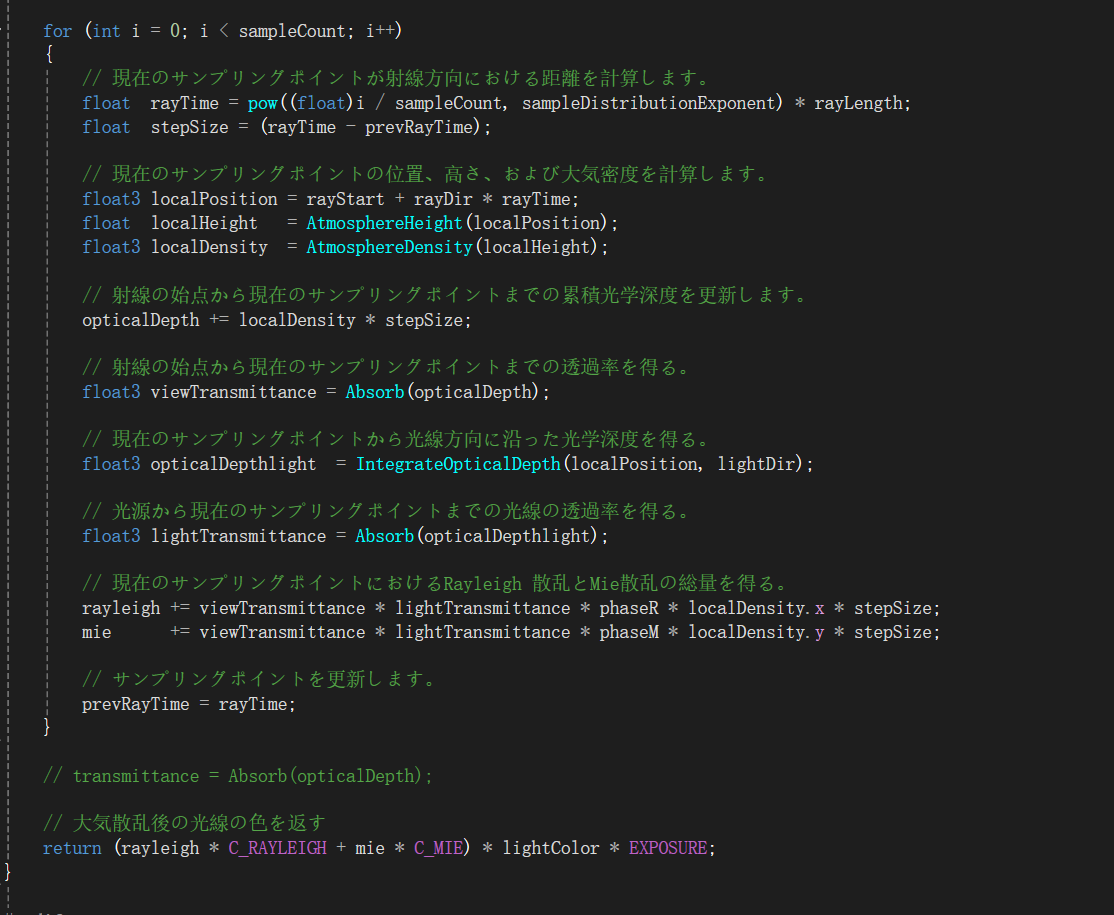 for (int i = 0; i < sampleCount; i++)
{
// 現在のサンプリングポイントが射線方向における距離を計算します。
float  rayTime = pow((float)i / sampleCount, sampleDistributionExponent) * rayLength;
float  stepSize = (rayTime - prevRayTime);
// 現在のサンプリングポイントの位置、高さ、および大気密度を計算します。
float3 localPosition = rayStart + rayDir * rayTime;
float  localHeight   = AtmosphereHeight(localPosition);
float3 localDensity  = AtmosphereDensity(localHeight);
// 射線の始点から現在のサンプリングポイントまでの累積光学深度を更新します。
opticalDepth += localDensity * stepSize;
// 射線の始点から現在のサンプリングポイントまでの透過率を得る。
float3 viewTransmittance = Absorb(opticalDepth);
// 現在のサンプリングポイントから光線方向に沿った光学深度を得る。
float3 opticalDepthlight  = IntegrateOpticalDepth(localPosition, lightDir);
// 光源から現在のサンプリングポイントまでの光線の透過率を得る。
float3 lightTransmittance = Absorb(opticalDepthlight);
// 現在のサンプリングポイントにおけるRayleigh 散乱とMie散乱の総量を得る。
rayleigh += viewTransmittance * lightTransmittance * phaseR * localDensity.x * stepSize;
mie      += viewTransmittance * lightTransmittance * phaseM * localDensity.y * stepSize;
// サンプリングポイントを更新します。
prevRayTime = rayTime;
}
// transmittance = Absorb(opticalDepth);
// 大気散乱後の光線の色を返す
return (rayleigh * C_RAYLEIGH + mie * C_MIE) * lightColor * EXPOSURE;
}